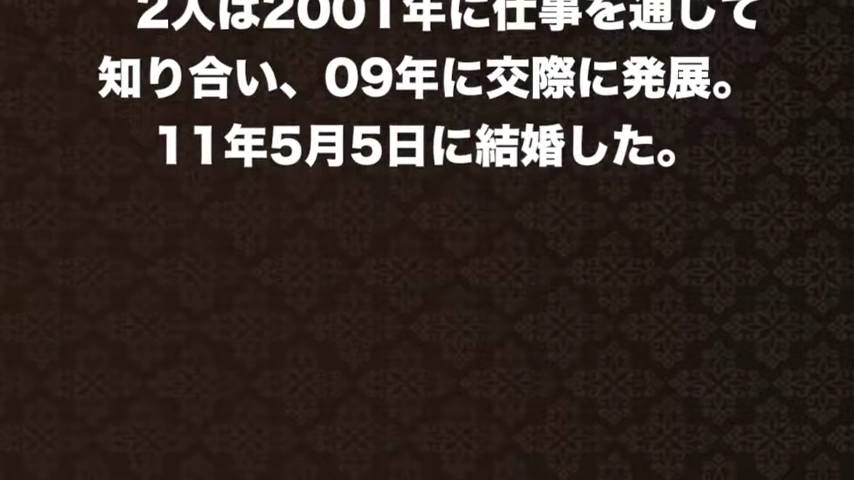 2人は2001年に仕事を通じて
知り合い、09年に交際に発展。
11年5月5日に結婚した。